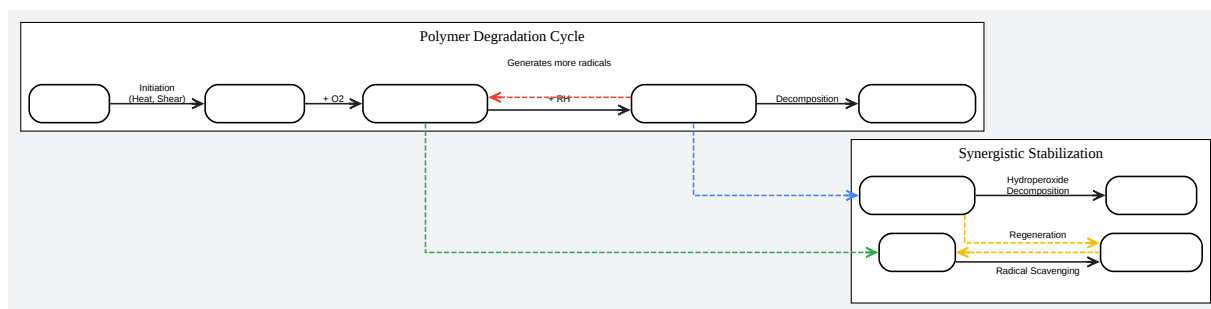 Polymer Degradation Cycle
Generates more radicals
Initiation
(Heat, Shear)
+ O2
+ RH
Decomposition
Synergistic Stabilization
Hydroperoxide
Decomposition
Regeneration
Radical Scavenging